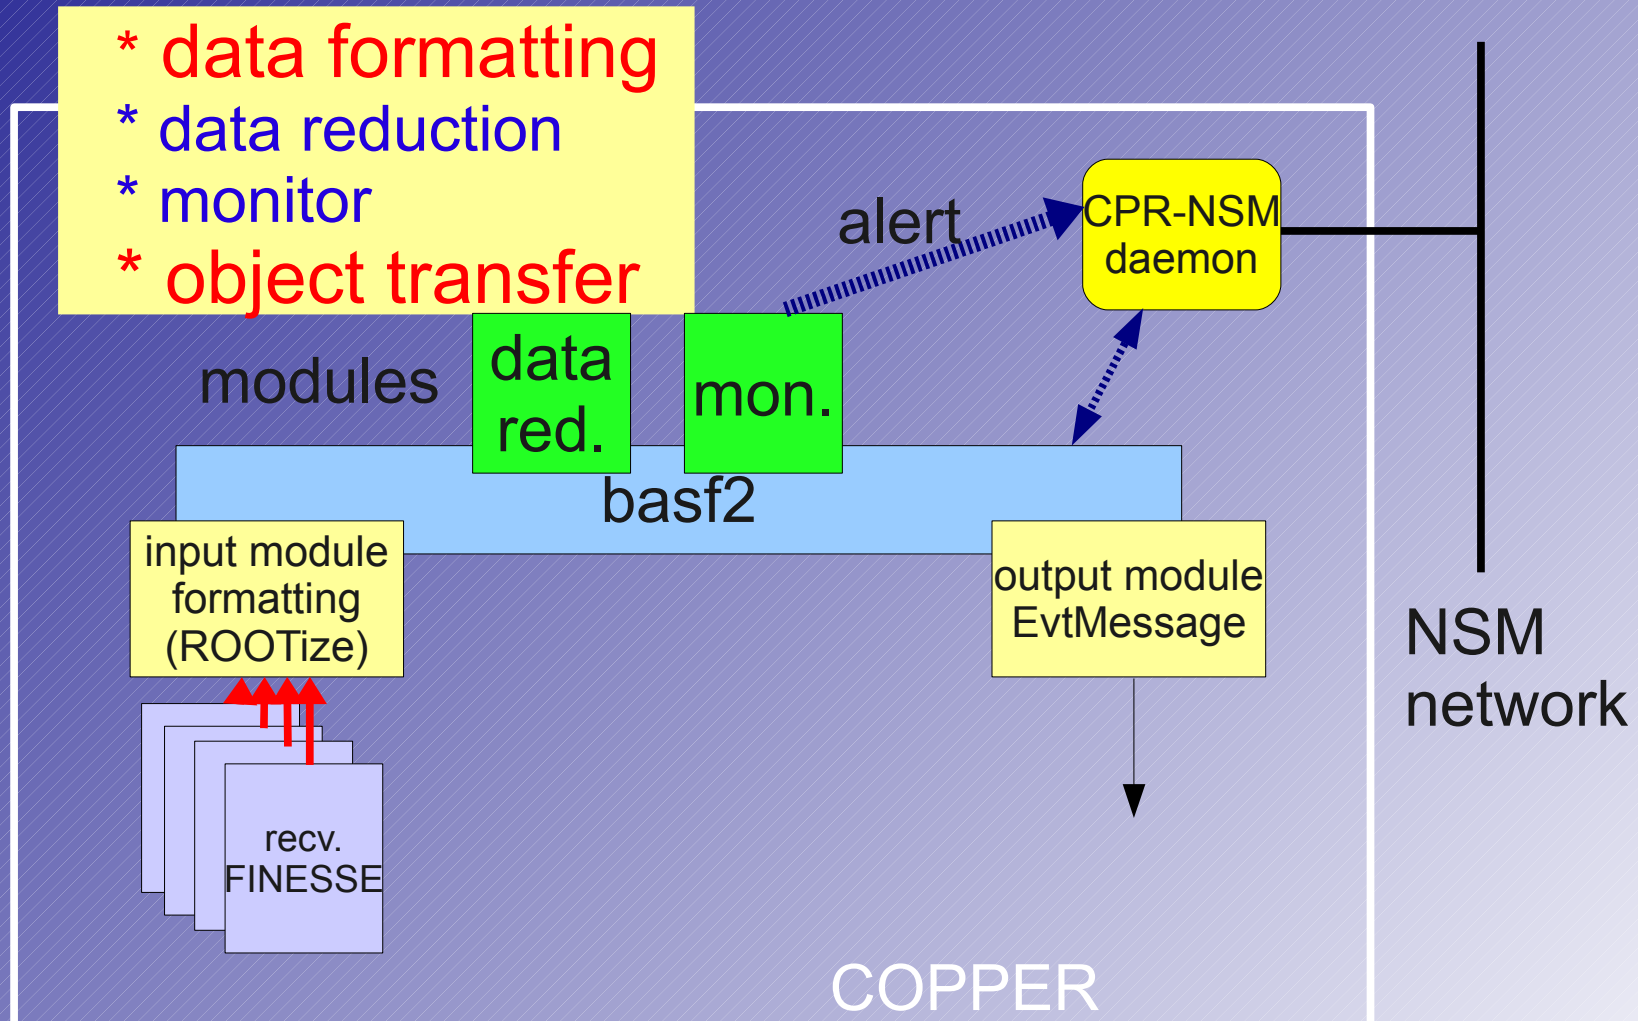 * data formatting
* data reduction
* monitor
* object transfer
alert
CPR-NSM
daemon
modules
data
red.
mon.
basf2
input module
formatting
(ROOTize)
output module
EvtMessage
NSM
network
recv.
FINESSE
COPPER